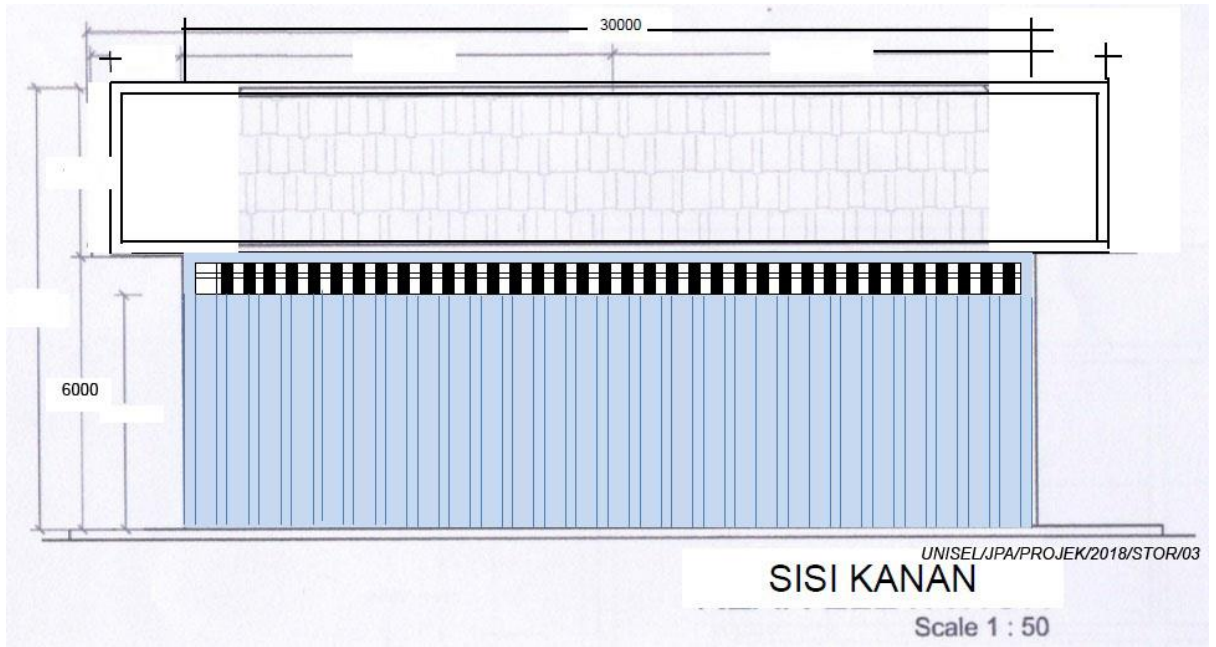 30000
6000
UNISEL/JPA/PROJEK/2018/STOR/03
SISI KANAN
Scale 1 : 50